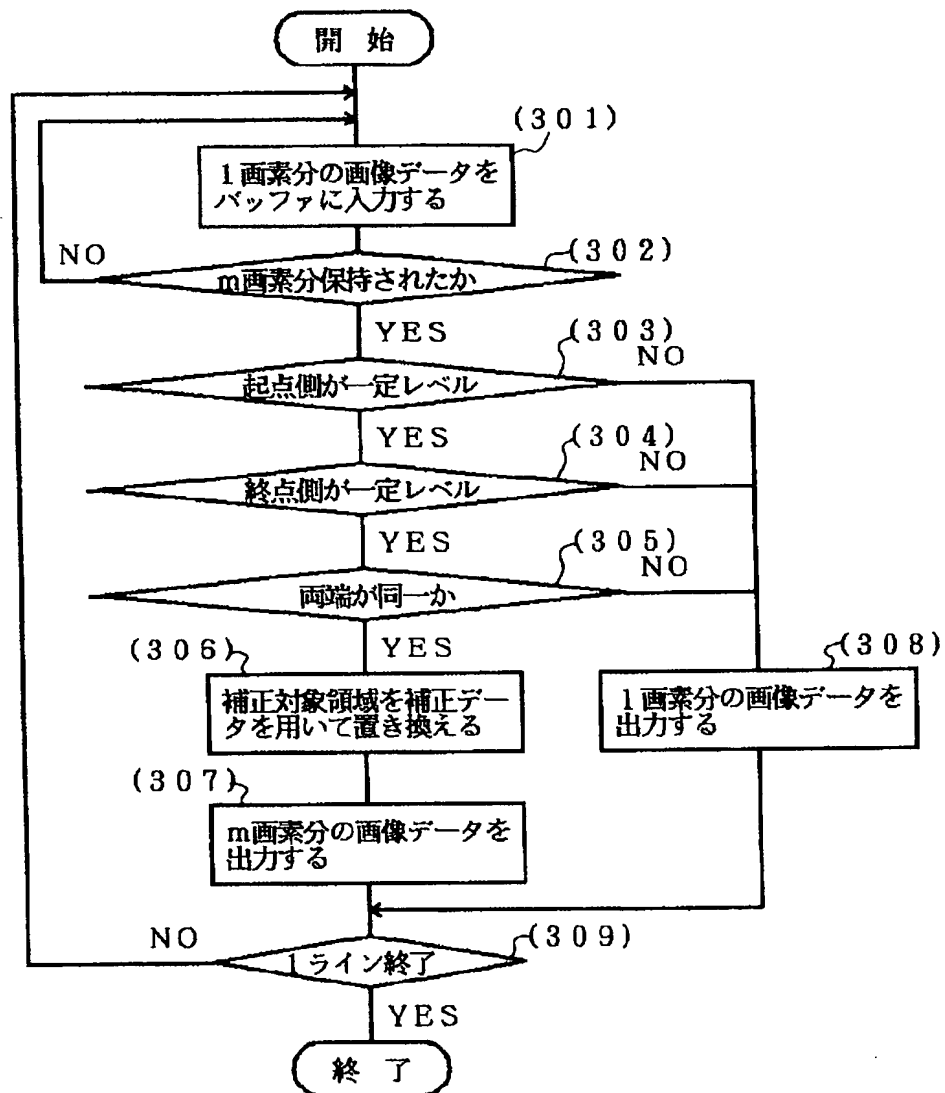 開 始
(301)
1画素分の画像データを
バッファに入力する
NO
(302)
m画素分保持されたか
YES
(303)
NO
起点側が一定レベル
YES
(304)
NO
終点側が一定レベル
YES
(305)
NO
両端が同一か
YES
(306)
補正対象領域を補正デー
タを用いて置き換える
(308)
1画素分の画像データを
出力する
(307)
m画素分の画像データを
出力する
NO
(309)
1ライン終了
YES
終 了